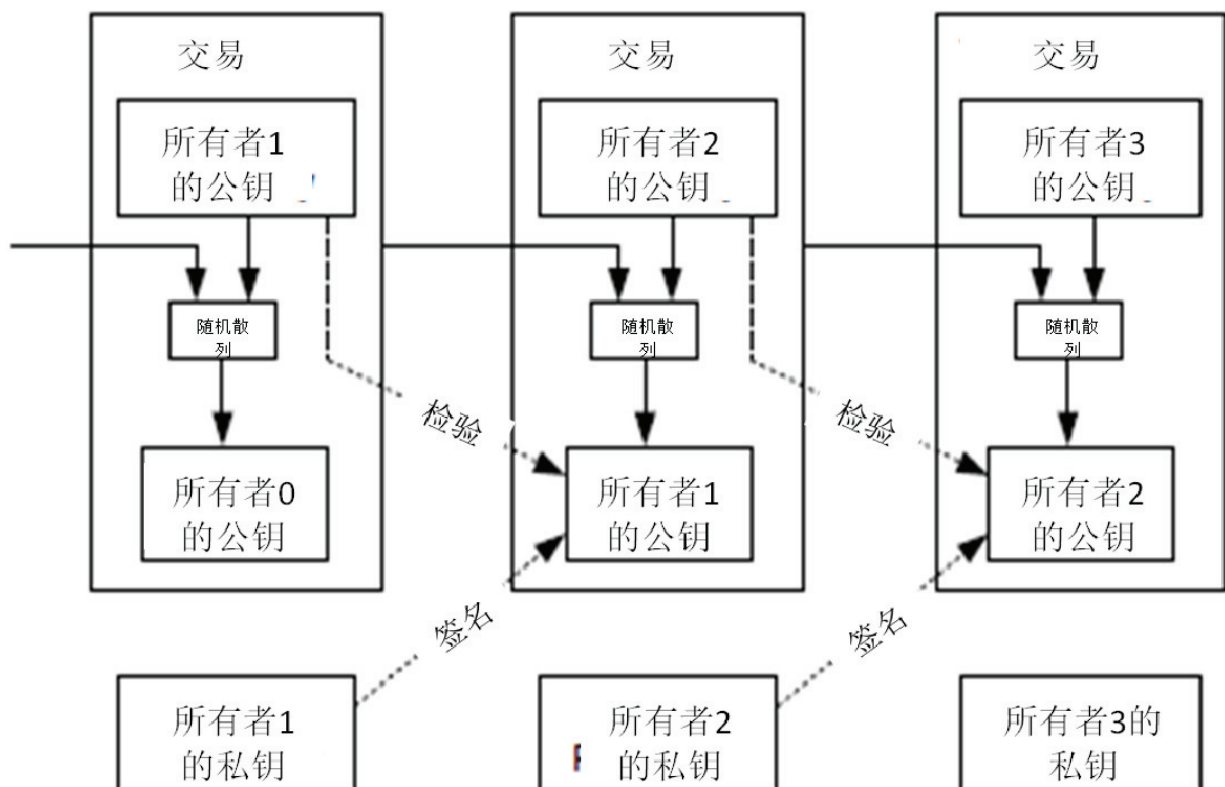 交易
交易
交易
所有者1
的公钥
所有者2
的公钥
所有者3
的公钥
随机散
列
随机散
列
随机散
列
检验
检验
所有者0
的公钥
所有者1
的公钥
所有者2
的公钥
签名
签名
所有者1
的私钥
所有者2
的私钥
所有者3的
私钥